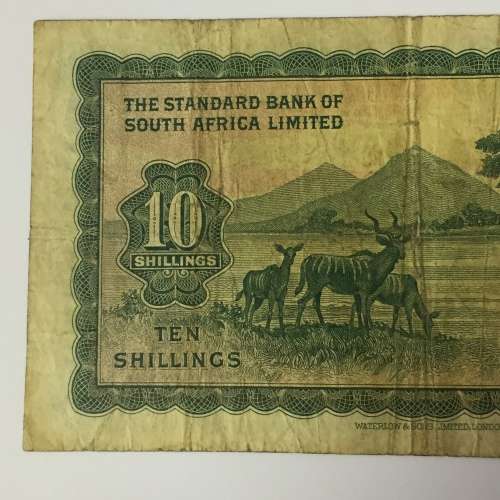 THE STANDARD BANK OF
SOUTH AFRICA LIMITED
10
SHILLINGS
TEN
SHILLINGS
WATERLOW & SONS LIMITED, LONDON